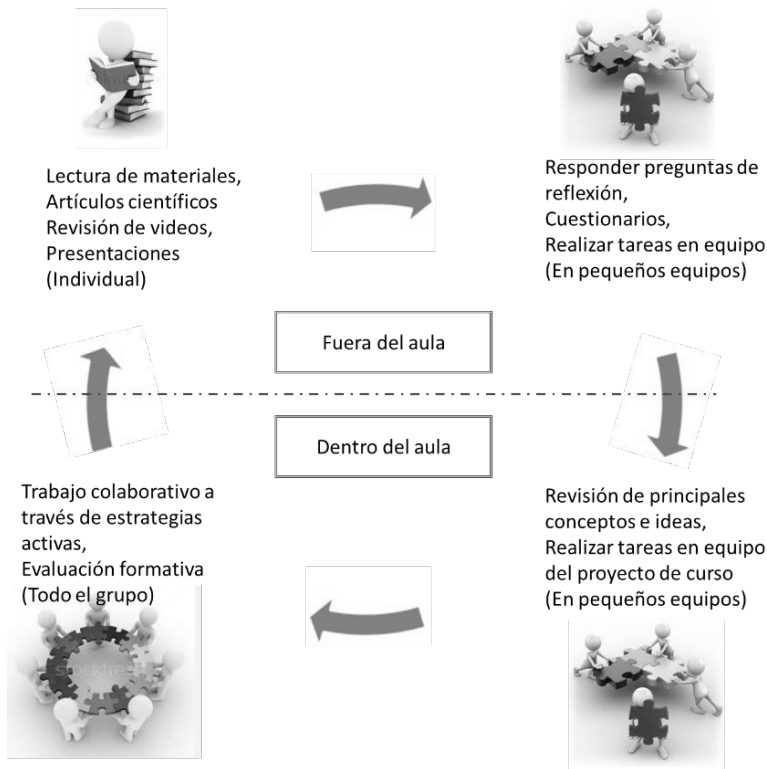 Lectura de materiales,
Artículos científicos
Revisión de videos,
Presentaciones
(Individual)
Responder preguntas de
reflexión,
Cuestionarios,
Realizar tareas en equipo
(En pequeños equipos)
Fuera del aula
Dentro del aula
Trabajo colaborativo a
través de estrategias
activas,
Evaluación formativa
(Todo el grupo)
Revisión de principales
conceptos e ideas,
Realizar tareas en equipo
del proyecto de curso
(En pequeños equipos)